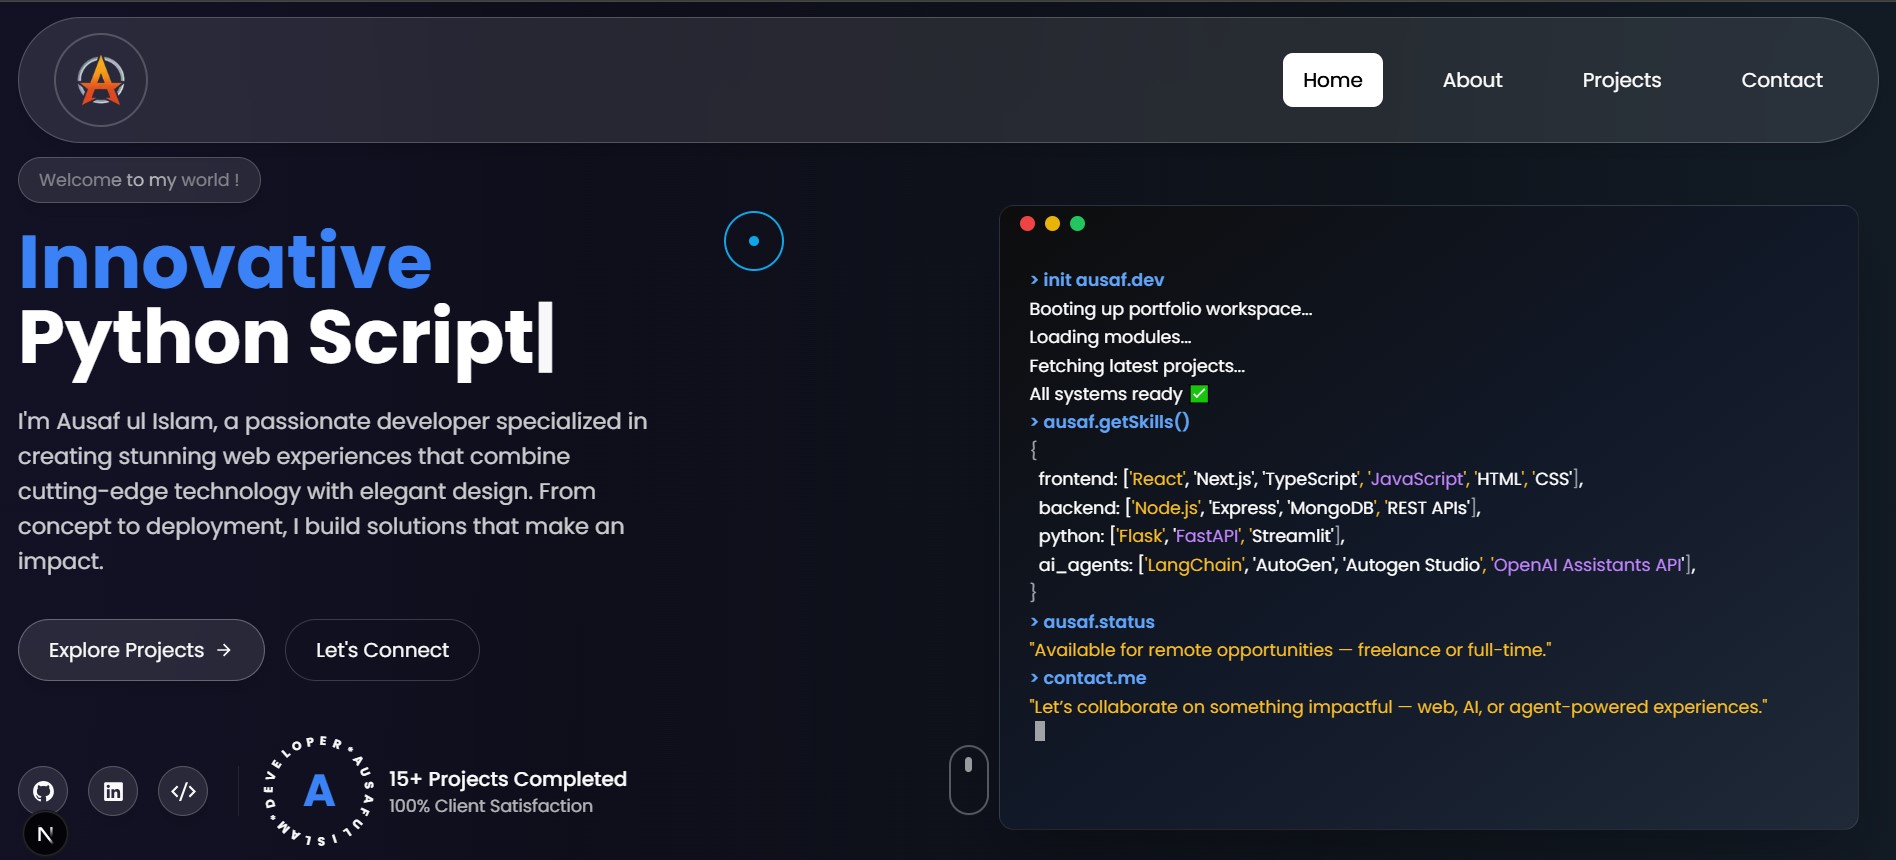 A
Home
About
Projects
Contact
Welcome to my world !
Innovative
Python Script|
I'm Ausaf ul Islam, a passionate developer specialized in
creating stunning web experiences that combine
cutting-edge technology with elegant design. From
concept to deployment, I build solutions that make an
impact.
Explore Projects →
Let's Connect
in
</>
DEVELOPER*AUSAFULISLAM*
A
15+ Projects Completed
100% Client Satisfaction
N
> init ausaf.dev
Booting up portfolio workspace...
Loading modules...
Fetching latest projects...
All systems ready ✅
> ausaf.getSkills()
{
frontend: ['React', 'Next.js', 'TypeScript', 'JavaScript', 'HTML', 'CSS'],
backend: ['Node.js', 'Express', 'MongoDB', 'REST APIs'],
python: ['Flask', 'FastAPI', 'Streamlit'],
ai_agents: ['LangChain', 'AutoGen', 'Autogen Studio', 'OpenAI Assistants API'],
}
> ausaf.status
"Available for remote opportunities — freelance or full-time."
> contact.me
"Let’s collaborate on something impactful — web, AI, or agent-powered experiences."